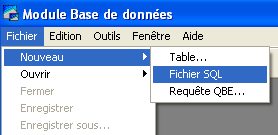 Module Base de données
Fichier Edition Outils Fenêtre Aide
Nouveau
Ouvrir
Fermer
Enregistrer
Enregistrer sous...
Table...
Fichier SQL
Requête QBE...